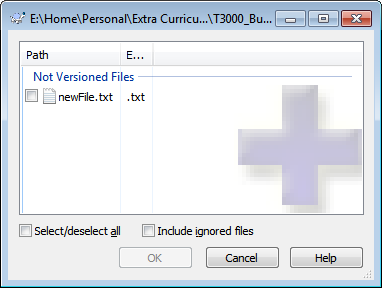 E:\Home\Personal\Extra Curricu...\T3000_Bu...
Path E...
Not Versioned Files
newFile.txt .txt
Select/deselect all Include ignored files
OK Cancel Help